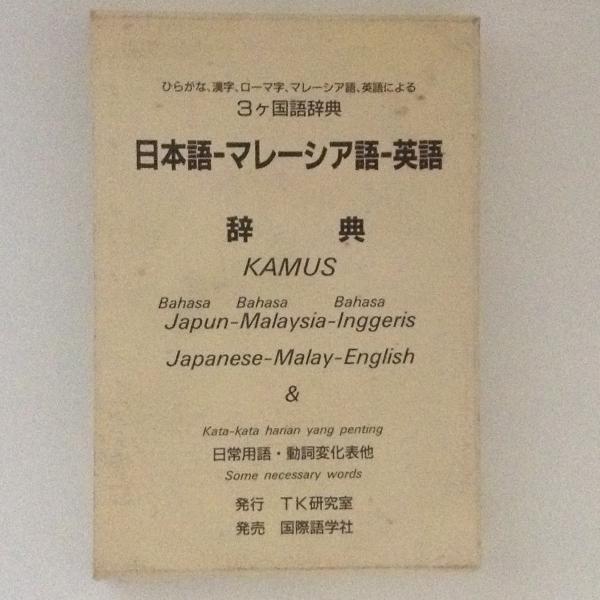 ひらがな、漢字、ローマ字、マレーシア語、英語による
3ヶ国語辞典
日本語-マレーシア語-英語
辞 典
KAMUS
Bahasa Bahasa Bahasa
Japun-Malaysia-Inggeris
Japanese-Malay-English
&
Kata-kata harian yang penting
日常用語・動詞変化表他
Some necessary words
発行 TK研究室
発売 国際語学社